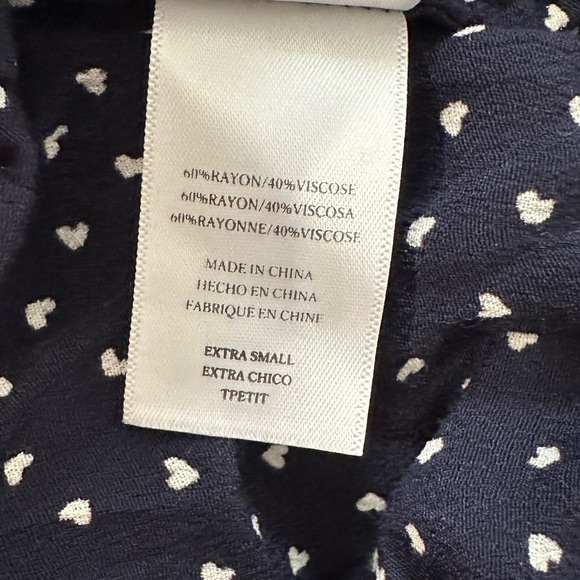 60%RAYON/40%VISCOSE
60%RAYON/40%VISCOSA
60%RAYONNE/40%VISCOSE
MADE IN CHINA
HECHO EN CHINA
FABRIQUÉ EN CHINE
EXTRA SMALL
EXTRA CHICO
TPETIT